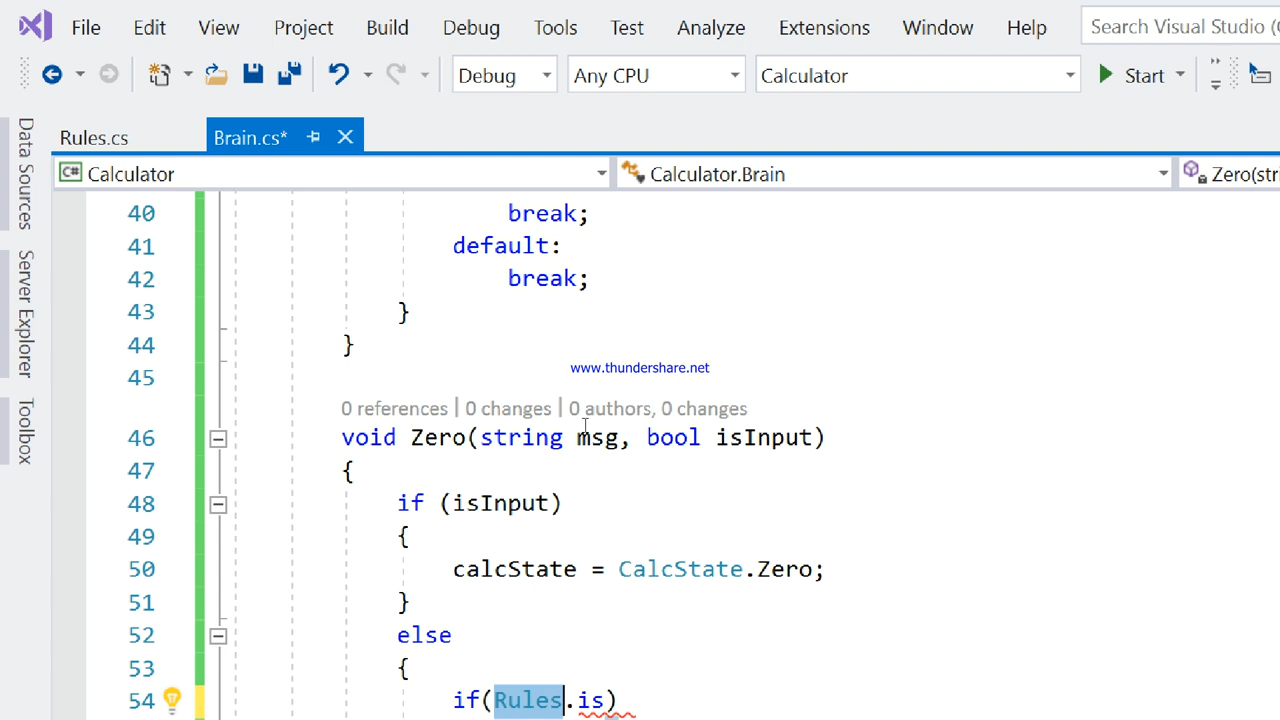 File Edit View Project Build Debug Tools Test Analyze Extensions Window Help Search Visual Studio (
Debug Any CPU Calculator Start
Data Sources
Server Explorer
Toolbox
Rules.cs Brain.cs*
C# Calculator Calculator.Brain Zero(stri
40 break;
41 default:
42 break;
43 }
44 }
www.thundershare.net
45
0 references | 0 changes | 0 authors, 0 changes
46 void Zero(string msg, bool isInput)
47 {
48 if (isInput)
49 {
50 calcState = CalcState.Zero;
51 }
52 else
53 {
54 if(Rules.is)